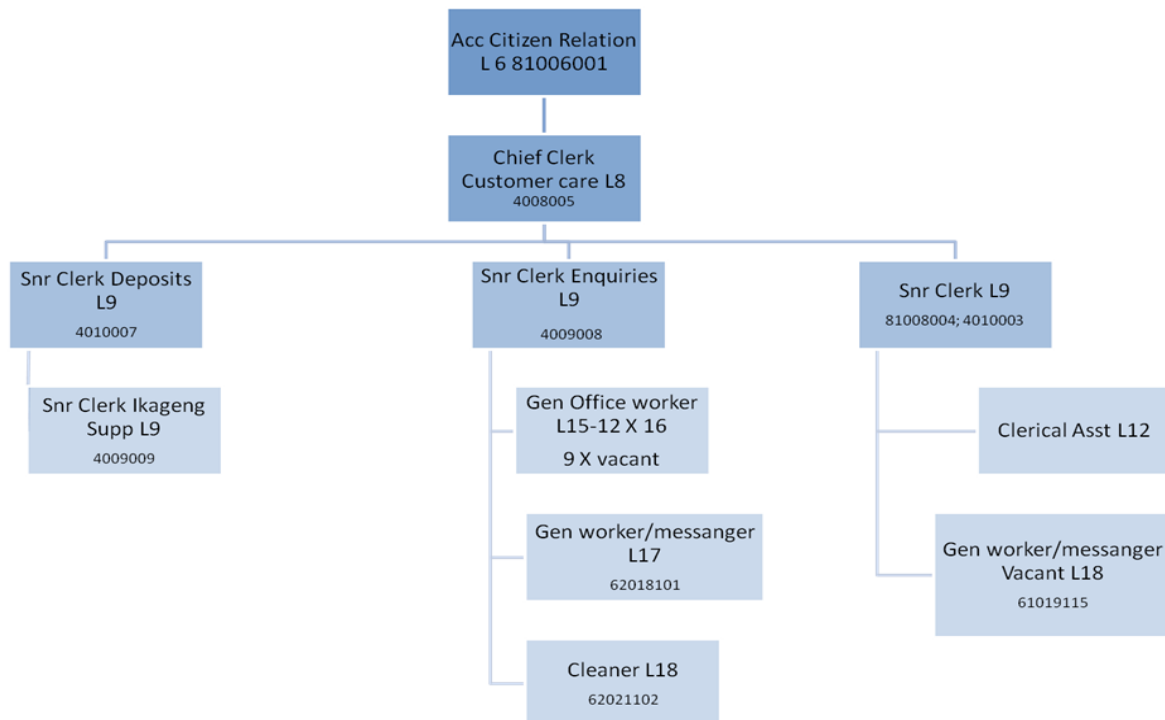 Acc Citizen Relation
L 6 81006001
Chief Clerk
Customer care L8
4008005
Snr Clerk Deposits
L9
4010007
Snr Clerk Enquiries
L9
4009008
Snr Clerk L9
81008004; 4010003
Snr Clerk Ikageng
Supp L9
4009009
Gen Office worker
L15-12 X 16
9 X vacant
Clerical Asst L12
Gen worker/messanger
L17
62018101
Gen worker/messanger
Vacant L18
61019115
Cleaner L18
62021102